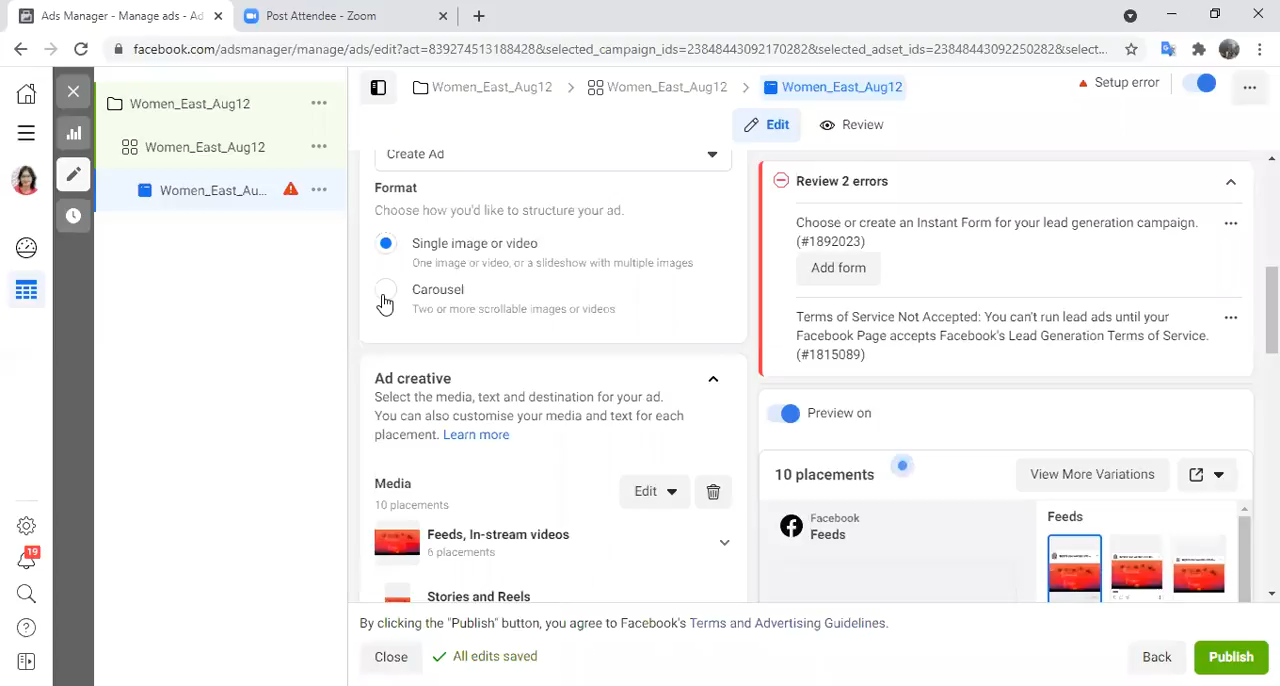 Ads Manager - Manage ads - Ad
Post Attendee - Zoom
facebook.com/adsmanager/manage/ads/edit?act=839274513188428&selected_campaign_ids=23848443092170282&selected_adset_ids=23848443092250282&select...
Women_East_Aug12
Women_East_Aug12
Women_East_Au...
19
Women_East_Aug12
Women_East_Aug12
Women_East_Aug12
Setup error
Edit
Review
Create Ad
Format
Choose how you'd like to structure your ad.
Single image or video
One image or video, or a slideshow with multiple images
Carousel
Two or more scrollable images or videos
Ad creative
Select the media, text and destination for your ad.
You can also customise your media and text for each
placement. Learn more
Media
10 placements
Edit
Feeds, In-stream videos
6 placements
Stories and Reels
Review 2 errors
Choose or create an Instant Form for your lead generation campaign.
(#1892023)
Add form
Terms of Service Not Accepted: You can't run lead ads until your
Facebook Page accepts Facebook's Lead Generation Terms of Service.
(#1815089)
Preview on
10 placements
View More Variations
Facebook
Feeds
Feeds
By clicking the "Publish" button, you agree to Facebook's Terms and Advertising Guidelines.
Close
All edits saved
Back
Publish